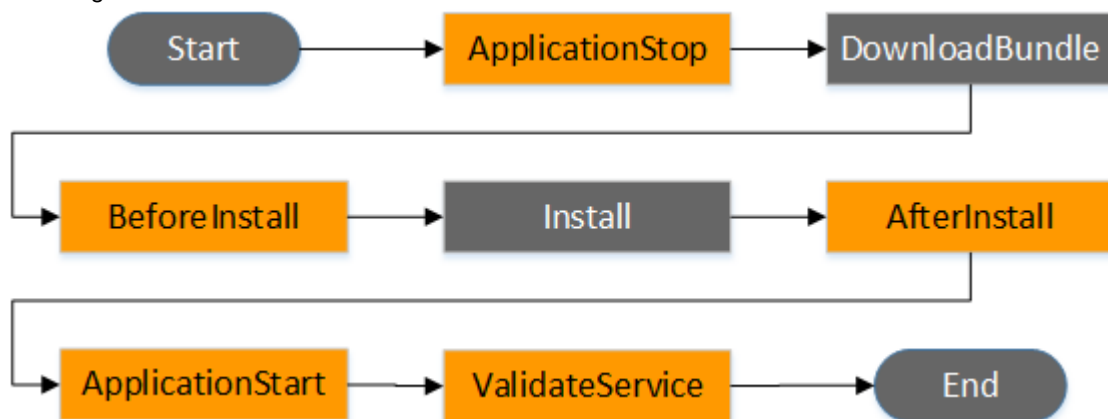 Start
ApplicationStop
DownloadBundle
BeforeInstall
Install
AfterInstall
ApplicationStart
ValidateService
End